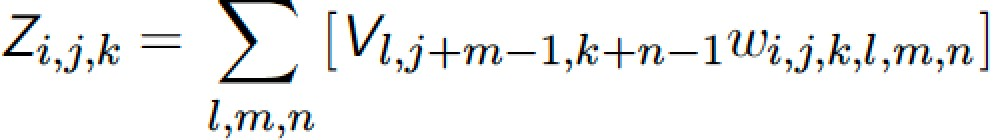 Z_{i,j,k} = \sum_{l,m,n} [V_{l,j+m-1,k+n-1} w_{i,j,k,l,m,n}]